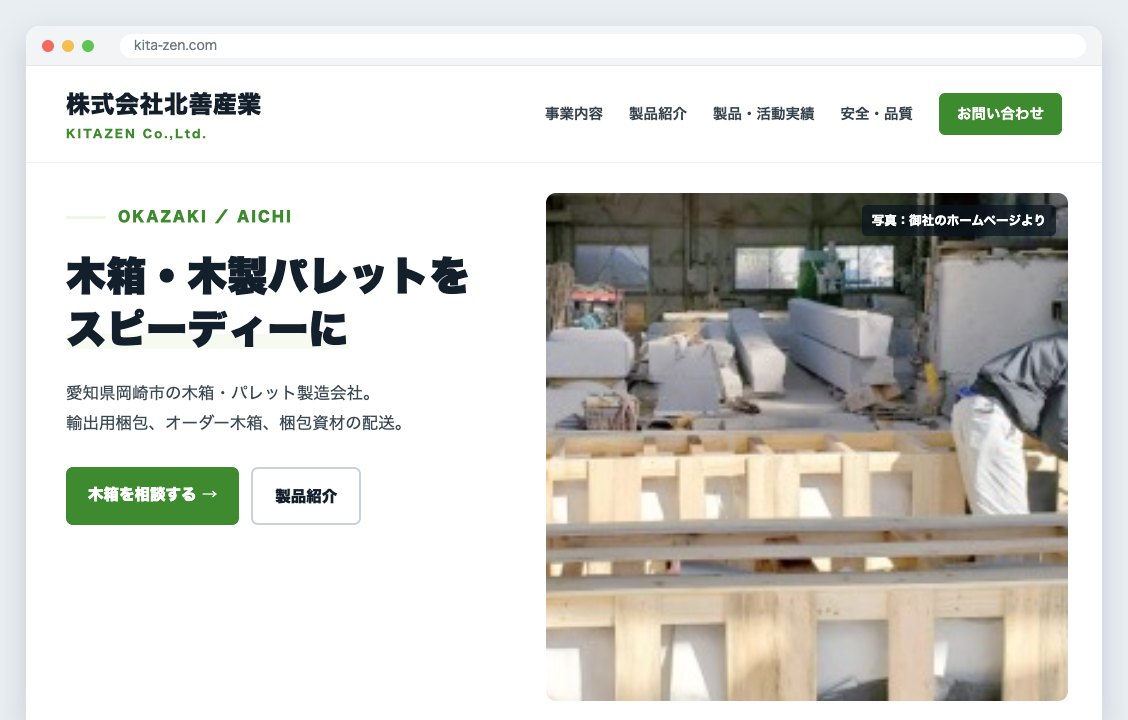 kita-zen.com
株式会社北善産業
KITAZEN Co.,Ltd.
事業内容
製品紹介
製品・活動実績
安全・品質
お問い合わせ
OKAZAKI ／ AICHI
木箱・木製パレットを
スピーディーに
愛知県岡崎市の木箱・パレット製造会社。
輸出用梱包、オーダー木箱、梱包資材の配送。
木箱を相談する →
製品紹介
写真：御社のホームページより